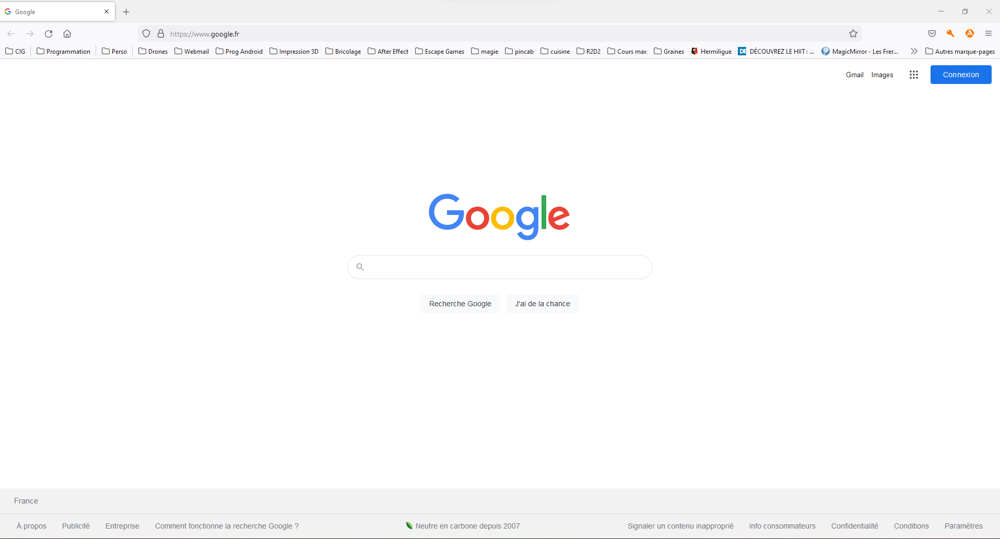 Google
https://www.google.fr
CIG Programmation Perso Drones Webmail Prog Android Impression 3D Bricolage After Effect Escape Games magie pincab cuisine R2D2 Cours max Graines Hermiligue DE DÉCOUVREZ LE HIIT : ... MagicMirror - Les Frer... Autres marque-pages
Gmail Images Connexion
Google
Recherche Google J'ai de la chance
France
À propos Publicité Entreprise Comment fonctionne la recherche Google ? Neutre en carbone depuis 2007 Signaler un contenu inapproprié Info consommateurs Confidentialité Conditions Paramètres